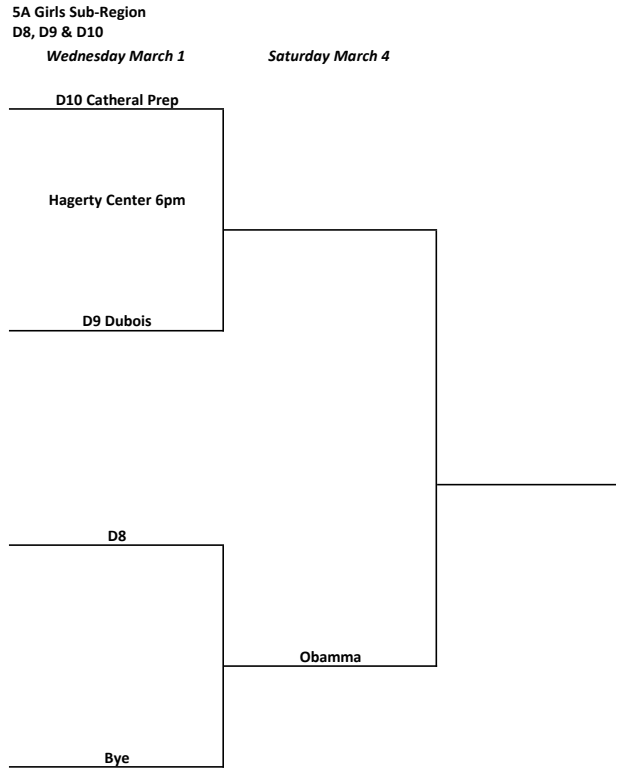 5A Girls Sub-Region
D8, D9 & D10
Wednesday March 1
Saturday March 4
D10 Catheral Prep
Hagerty Center 6pm
D9 Dubois
D8
Obamma
Bye